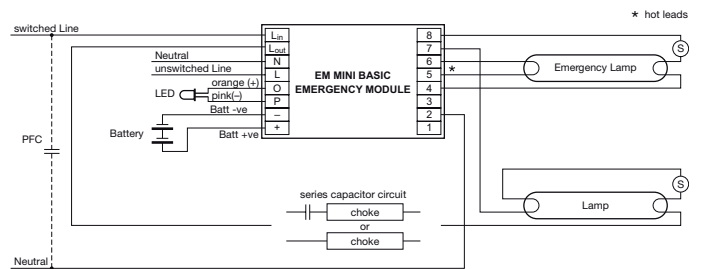 * hot leads
switched Line
Lin
Lout
N
L
O
P
–
+
Neutral
unswitched Line
orange (+)
LED
pink(–)
Batt -ve
Battery
Batt +ve
PFC
EM MINI BASIC
EMERGENCY MODULE
8
7
6
5
4
3
2
1
*
S
Emergency Lamp
S
Lamp
series capacitor circuit
choke
or
choke
Neutral